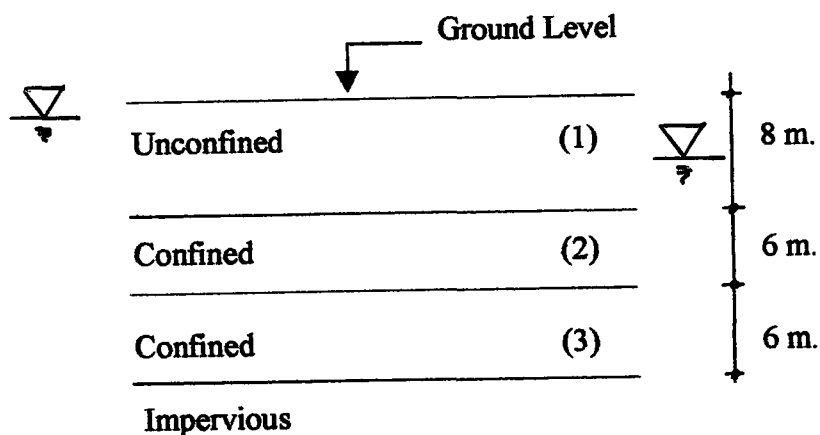 Ground Level
Unconfined (1) 8 m.
Confined (2) 6 m.
Confined (3) 6 m.
Impervious